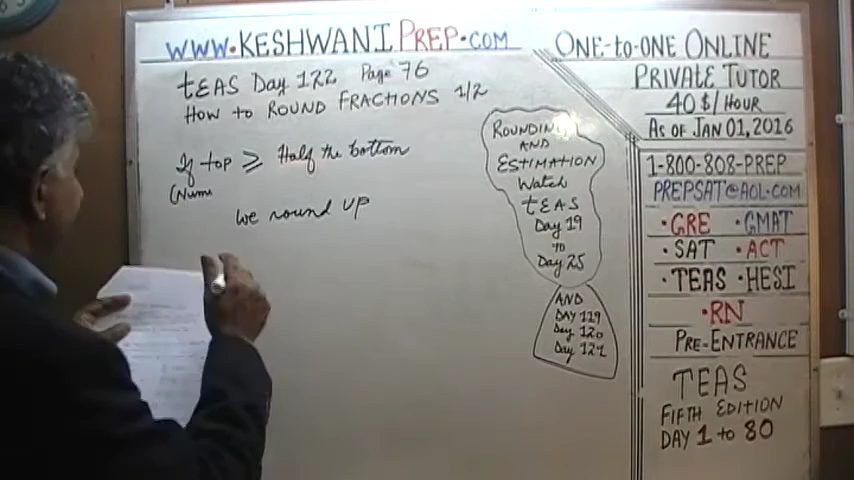 WWW.KESHWANIPREP.COM
tEAS Day 122 Page 76
How to ROUND FRACTIONS 1/2
If top ⩾ Half the bottom
(Nume
we round up
ROUNDING
AND
ESTIMATION
Watch
tEAS
Day 19
to
Day 25
AND
DAY 119
Day 120
Day 121
ONE-to-ONE ONLINE
PRIVATE TUTOR
40 $/HOUR
AS OF JAN 01, 2016
1-800-808-PREP
PREPSAT@AOL.COM
•GRE •GMAT
•SAT •ACT
•TEAS •HESI
•RN
PRE-ENTRANCE
TEAS
FIFTH EDITION
DAY 1 to 80